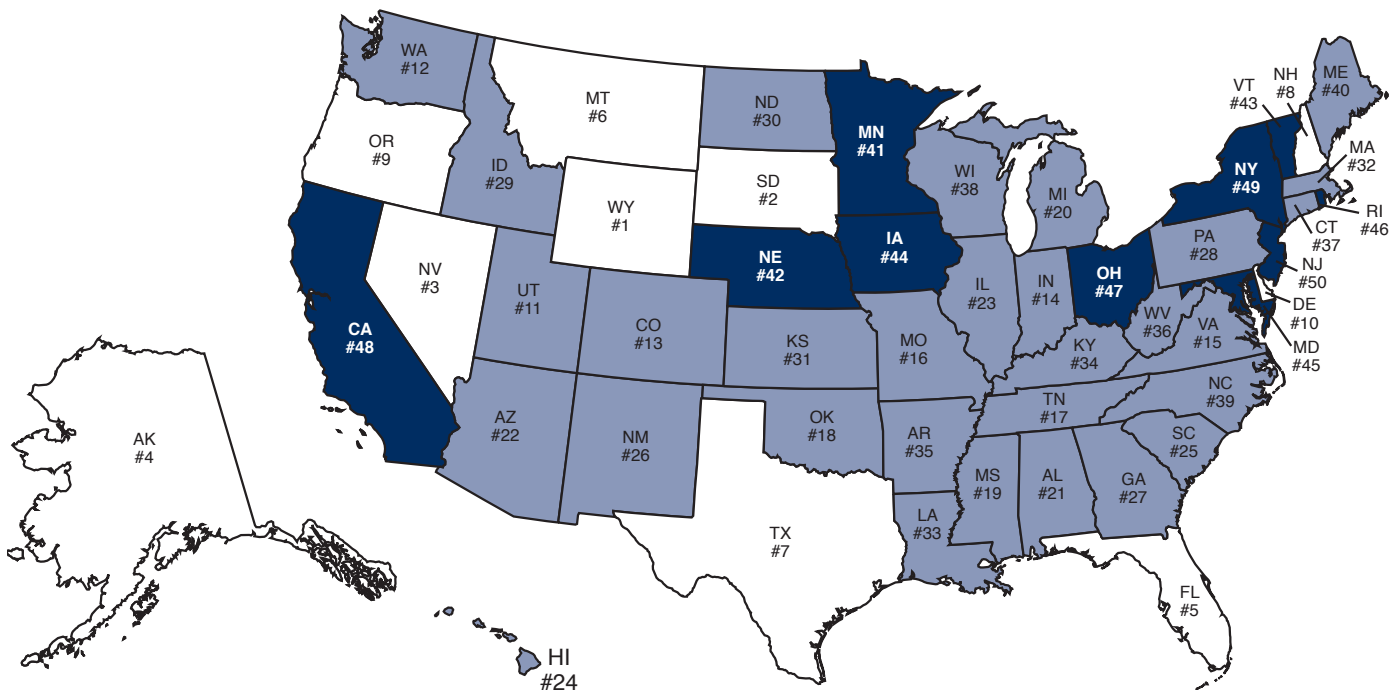 WA
#12
MT
#6
ND
#30
MN
#41
VT
#43
NH
#8
ME
#40
OR
#9
ID
#29
WY
#1
SD
#2
WI
#38
MI
#20
NY
#49
MA
#32
RI
#46
CT
#37
NJ
#50
DE
#10
MD
#45
NV
#3
UT
#11
CO
#13
NE
#42
IA
#44
IL
#23
IN
#14
OH
#47
PA
#28
WV
#36
VA
#15
CA
#48
KS
#31
MO
#16
KY
#34
NC
#39
TN
#17
AZ
#22
NM
#26
OK
#18
AR
#35
SC
#25
MS
#19
AL
#21
GA
#27
AK
#4
TX
#7
LA
#33
FL
#5
HI
#24